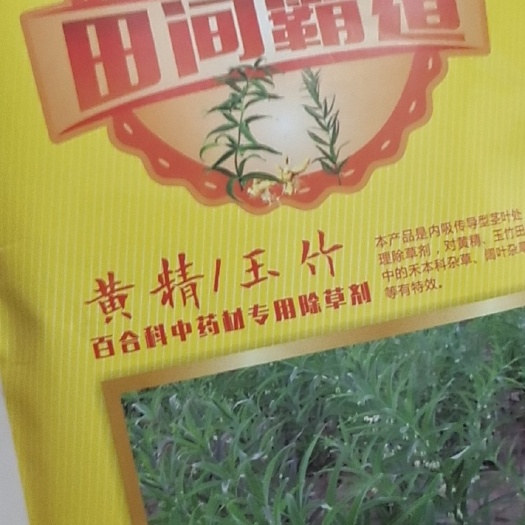 田间霸道
黄精/玉竹
百合科中药材专用除草剂
本产品是内吸传导型茎叶处
理除草剂，对黄精、玉竹田
中的禾本科杂草、阔叶杂草
等有特效。